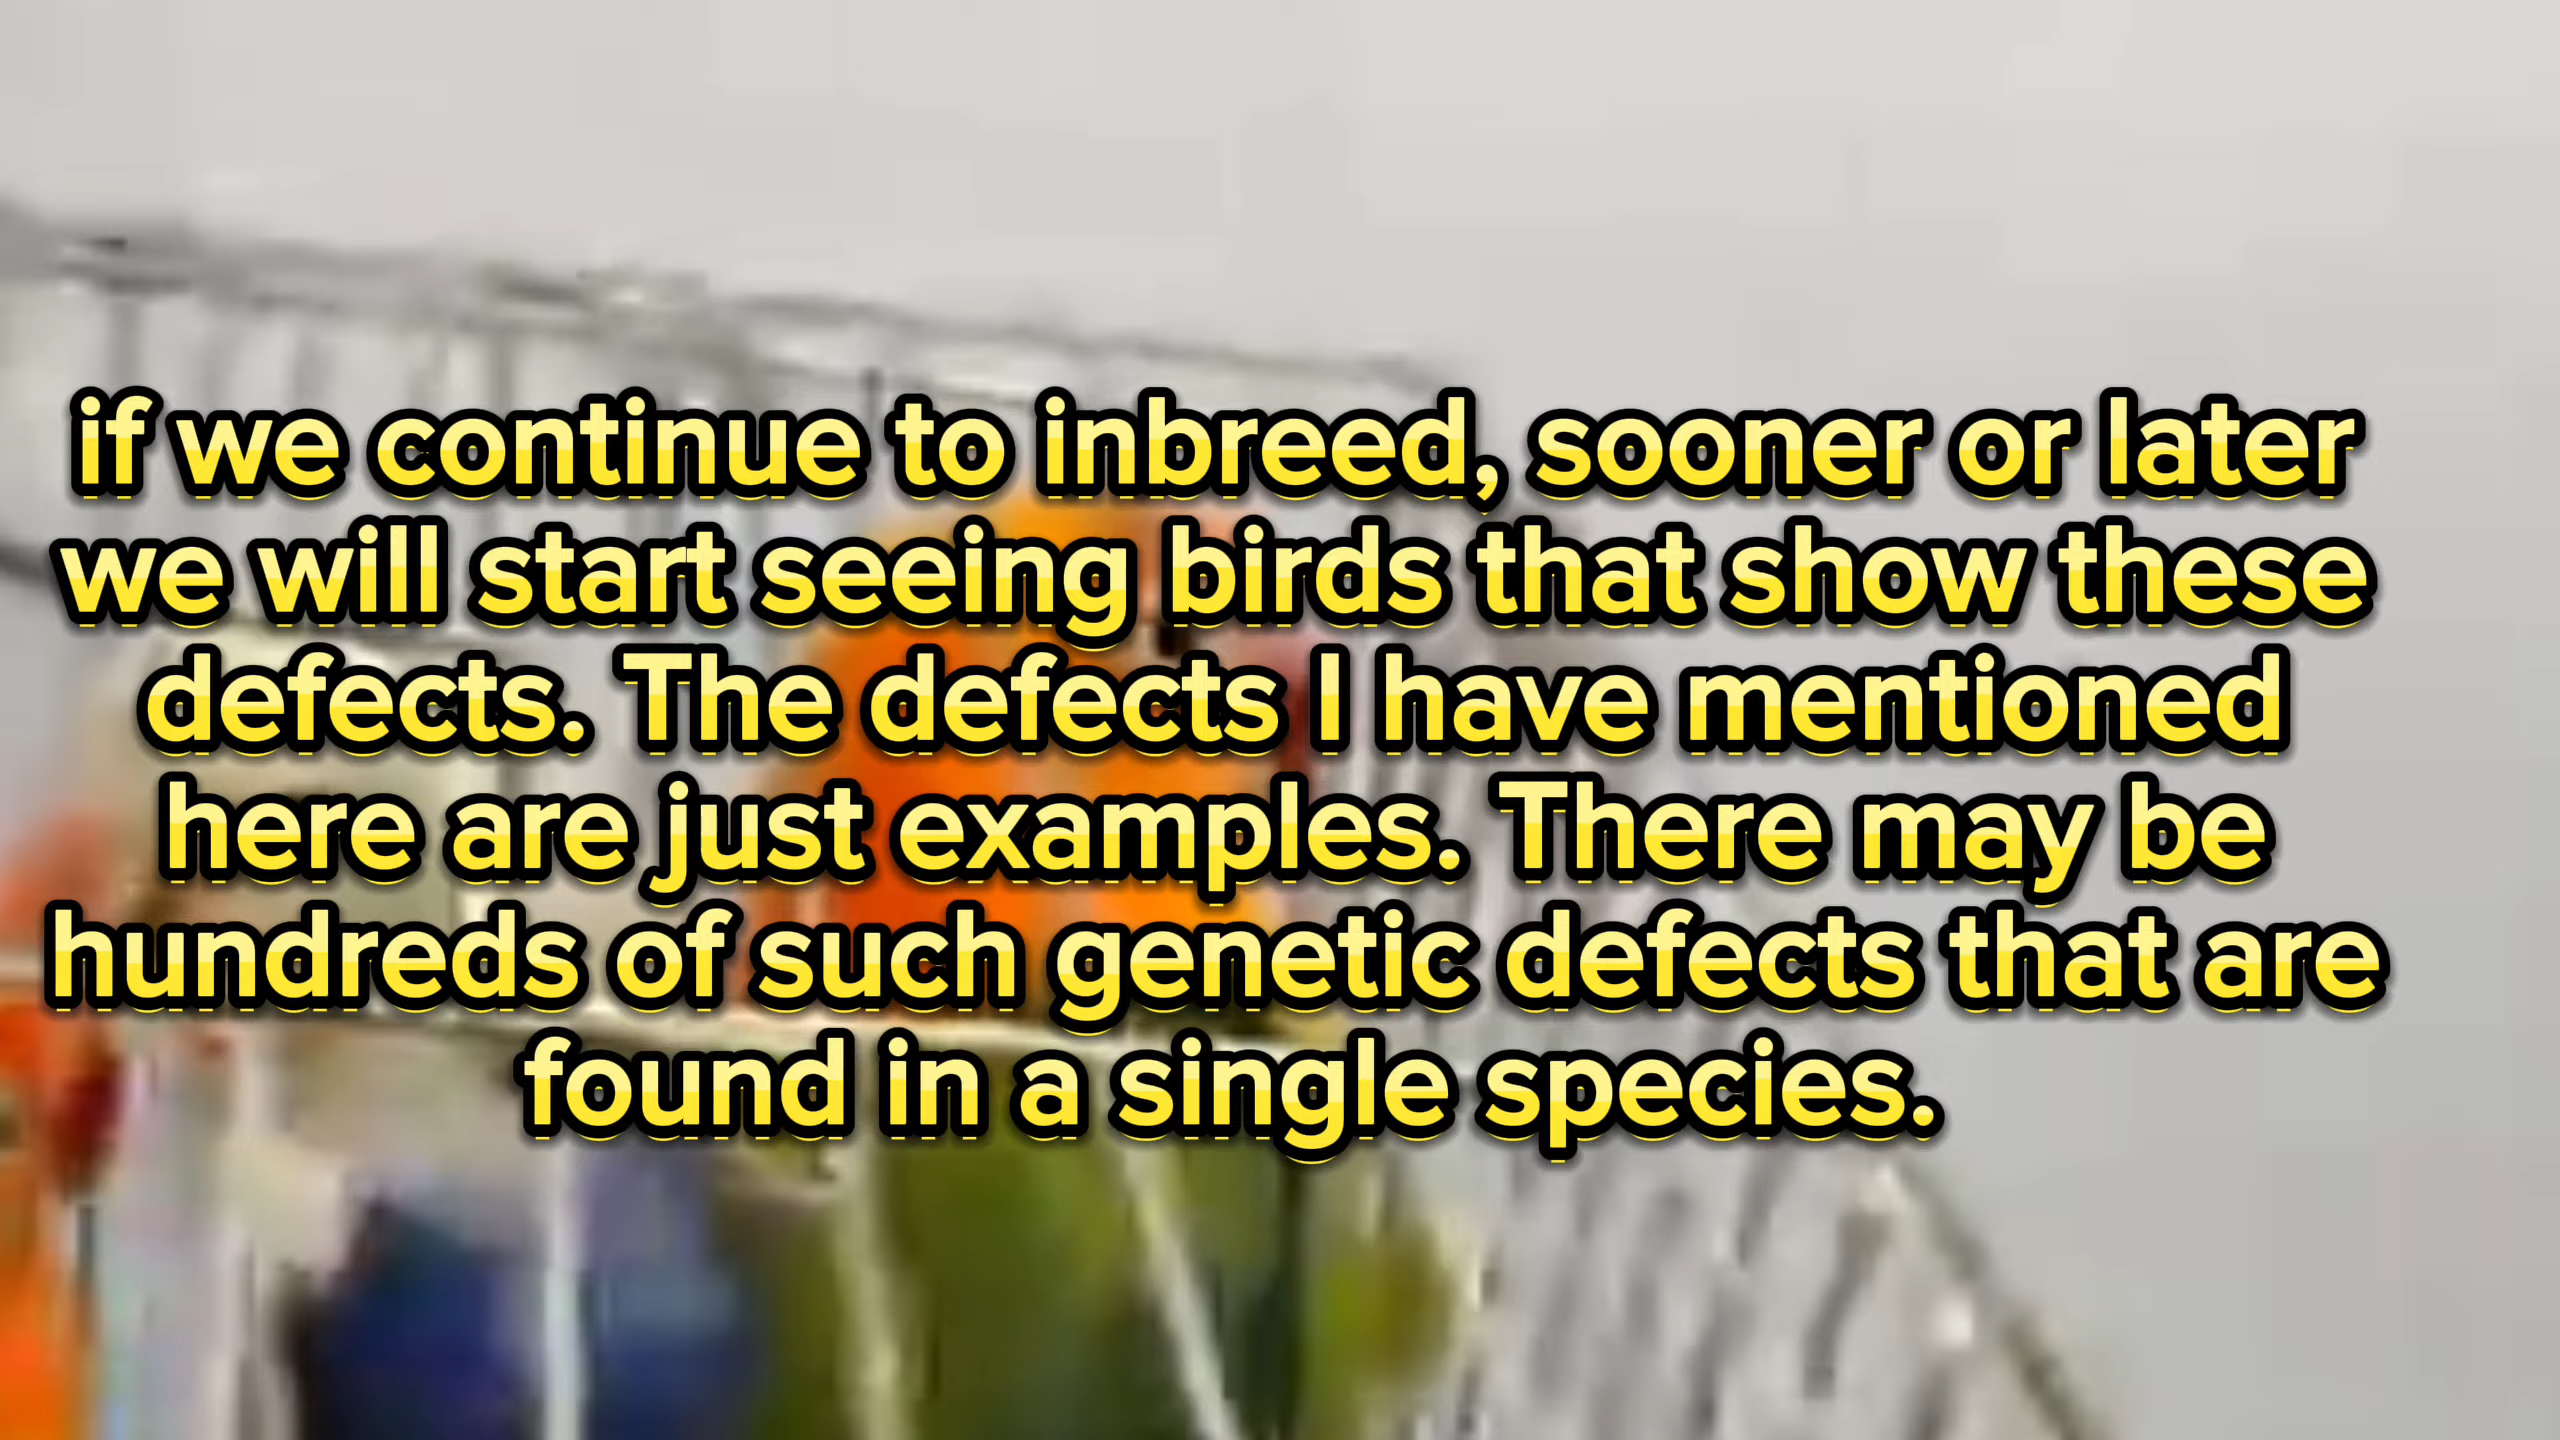 if we continue to inbreed, sooner or later
we will start seeing birds that show these
defects. The defects I have mentioned
here are just examples. There may be
hundreds of such genetic defects that are
found in a single species.